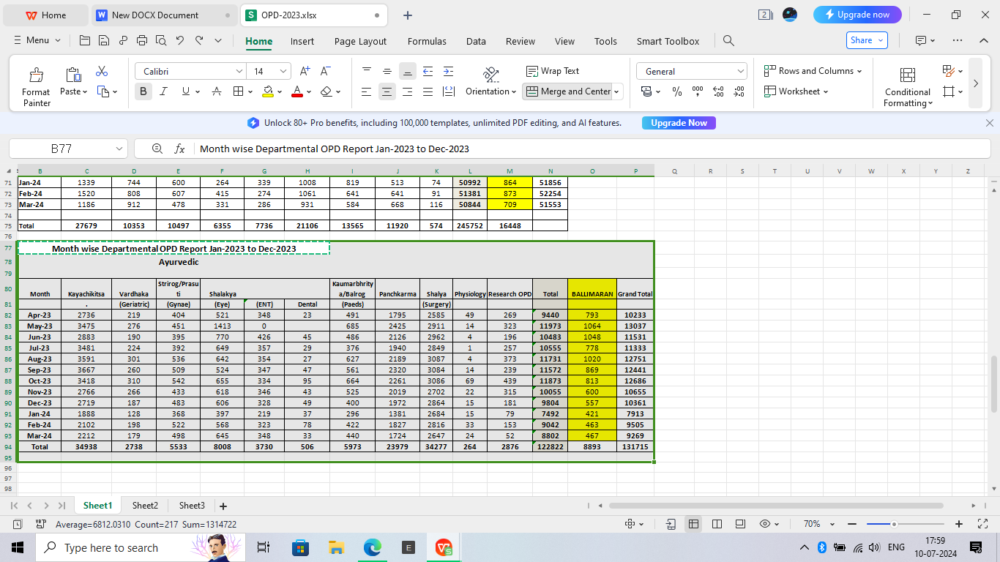 Home New DOCX Document OPD-2023.xlsx + 2 Upgrade now
Menu Home Insert Page Layout Formulas Data Review View Tools Smart Toolbox Share
Calibri 14 Wrap Text General Rows and Columns
Format Painter Paste B I U A Orientation Merge and Center % Worksheet Conditional Formatting
Unlock 80+ Pro benefits, including 100,000 templates, unlimited PDF editing, and AI features. Upgrade Now
B77 fx Month wise Departmental OPD Report Jan-2023 to Dec-2023
B C D E F G H I J K L M N O P Q R S T U V W X Y Z
71 Jan-24 1339 744 600 264 339 1008 819 513 74 50992 864 51856
72 Feb-24 1520 808 607 415 274 1061 641 641 91 51381 873 52254
73 Mar-24 1186 912 478 331 286 931 584 668 116 50844 709 51553
74
75 Total 27679 10353 10497 6355 7736 21106 13565 11920 574 245752 16448
76
77 Month wise Departmental OPD Report Jan-2023 to Dec-2023
78 Ayurvedic
79
80 Month Kayachikitsa Vardhaka Strirog/Prasuti Shalakya Kaumarbhritya/Balrog Panchkarma Shalya Physiology Research OPD Total BALLIMARAN Grand Total
81 . (Geriatric) (Gynae) (Eye) (ENT) Dental (Paeds) (Surgery)
82 Apr-23 2736 219 404 521 348 23 491 1795 2585 49 269 9440 793 10233
83 May-23 3475 276 451 1413 0 685 2425 2911 14 323 11973 1064 13037
84 Jun-23 2883 190 395 770 426 45 486 2126 2962 4 196 10483 1048 11531
85 Jul-23 3481 224 392 649 357 29 376 1940 2849 1 257 10555 778 11333
86 Aug-23 3591 301 536 642 354 27 627 2189 3087 4 373 11731 1020 12751
87 Sep-23 3667 260 509 524 347 47 561 2320 3084 14 239 11572 869 12441
88 Oct-23 3418 310 542 655 334 95 664 2261 3086 69 439 11873 813 12686
89 Nov-23 2766 266 433 618 346 43 525 2019 2702 22 315 10055 600 10655
90 Dec-23 2719 187 483 606 328 49 400 1972 2864 15 181 9804 557 10361
91 Jan-24 1888 128 368 397 219 37 296 1381 2684 15 79 7492 421 7913
92 Feb-24 2102 198 522 568 323 78 422 1827 2816 33 153 9042 463 9505
93 Mar-24 2212 179 498 645 348 33 440 1724 2647 24 52 8802 467 9269
94 Total 34938 2738 5533 8008 3730 506 5973 23979 34277 264 2876 122822 8893 131715
95
96
97
98
Sheet1 Sheet2 Sheet3 +
Average=6812.0310 Count=217 Sum=1314722 70%
Type here to search E ENG 17:59
10-07-2024